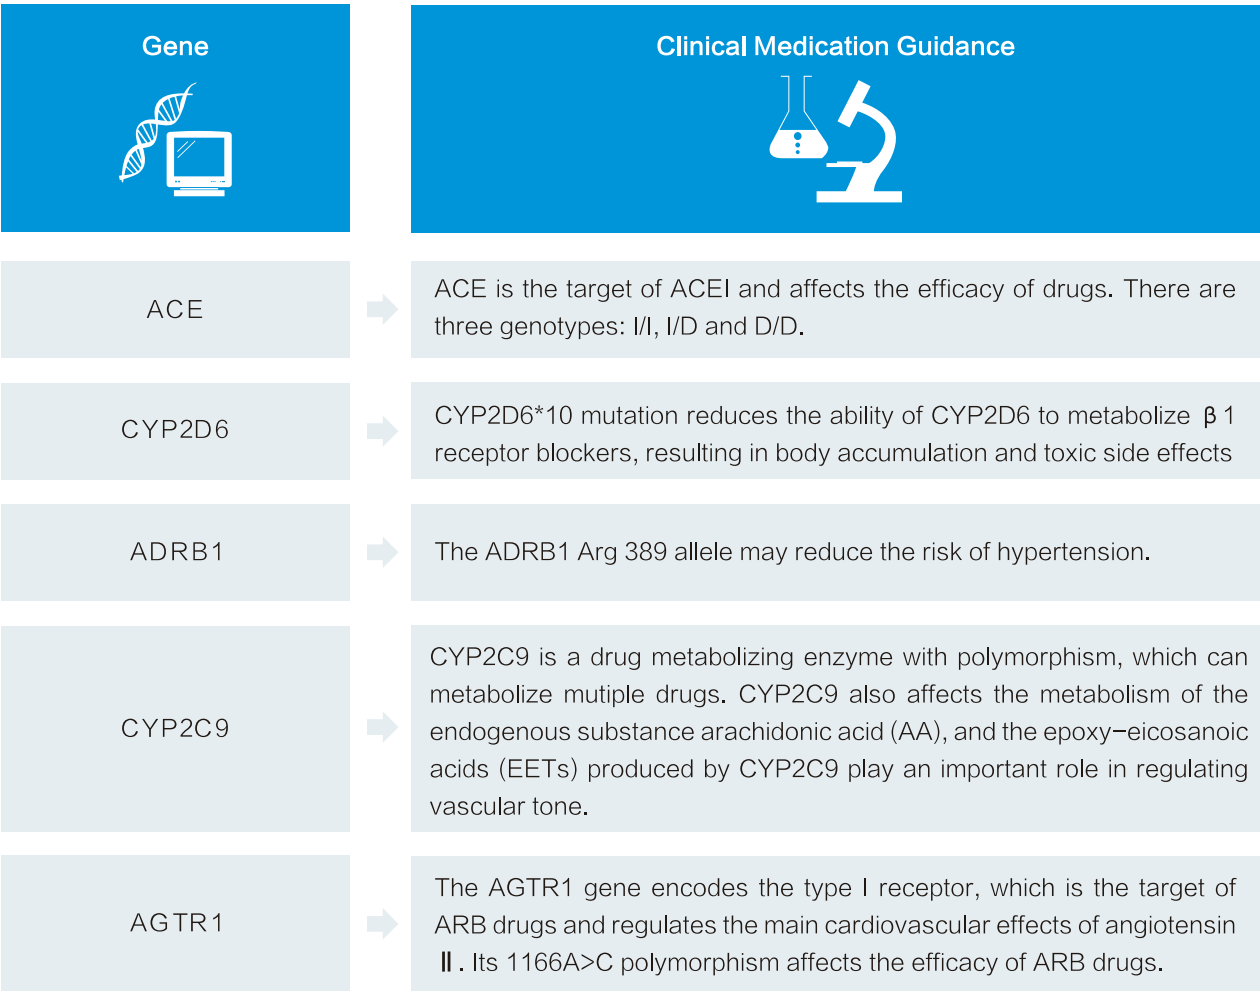 Gene
Clinical Medication Guidance
ACE
ACE is the target of ACEI and affects the efficacy of drugs. There are
three genotypes: I/I, I/D and D/D.
CYP2D6
CYP2D6*10 mutation reduces the ability of CYP2D6 to metabolize β1
receptor blockers, resulting in body accumulation and toxic side effects
ADRB1
The ADRB1 Arg 389 allele may reduce the risk of hypertension.
CYP2C9
CYP2C9 is a drug metabolizing enzyme with polymorphism, which can
metabolize mutiple drugs. CYP2C9 also affects the metabolism of the
endogenous substance arachidonic acid (AA), and the epoxy-eicosanoic
acids (EETs) produced by CYP2C9 play an important role in regulating
vascular tone.
AGTR1
The AGTR1 gene encodes the type I receptor, which is the target of
ARB drugs and regulates the main cardiovascular effects of angiotensin
Ⅱ. Its 1166A>C polymorphism affects the efficacy of ARB drugs.